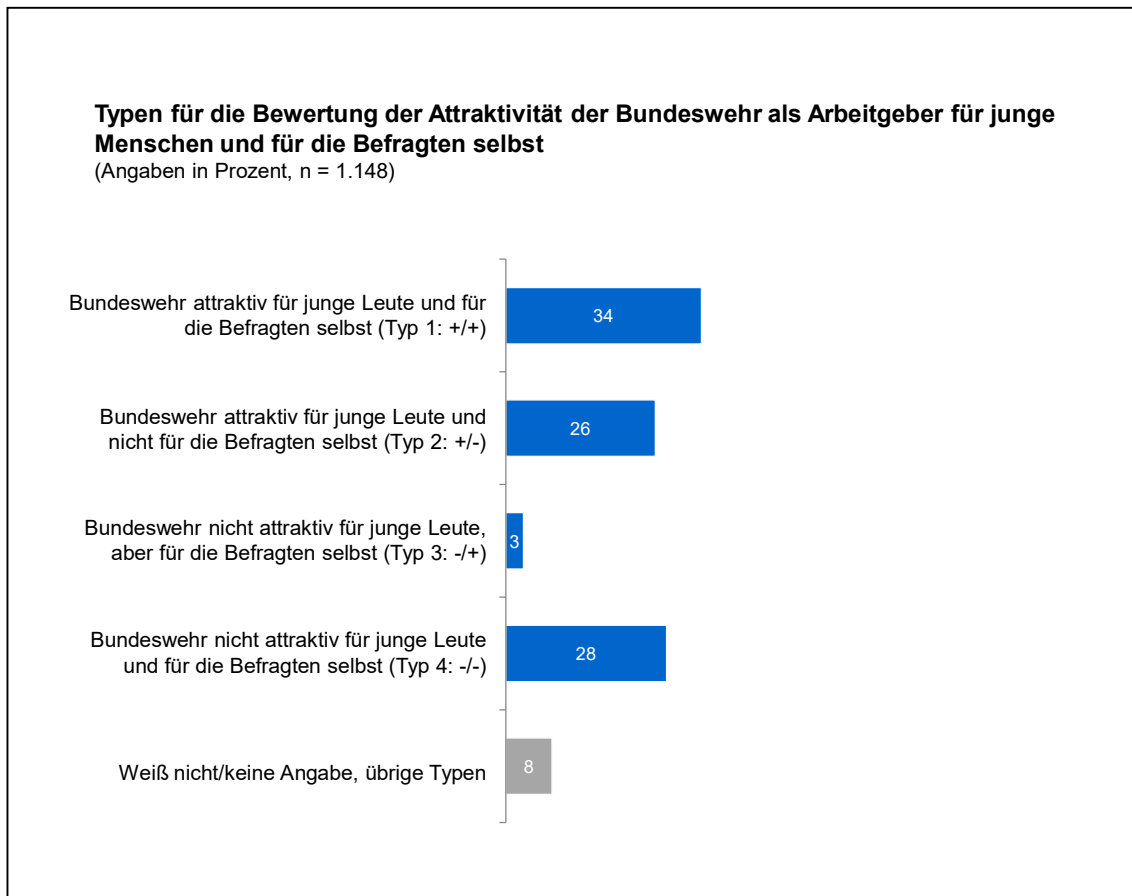 Typen für die Bewertung der Attraktivität der Bundeswehr als Arbeitgeber für junge
Menschen und für die Befragten selbst
(Angaben in Prozent, n = 1.148)
Bundeswehr attraktiv für junge Leute und für
die Befragten selbst (Typ 1: +/+)
34
Bundeswehr attraktiv für junge Leute und
nicht für die Befragten selbst (Typ 2: +/-)
26
Bundeswehr nicht attraktiv für junge Leute,
aber für die Befragten selbst (Typ 3: -/+)
3
Bundeswehr nicht attraktiv für junge Leute
und für die Befragten selbst (Typ 4: -/-)
28
Weiß nicht/keine Angabe, übrige Typen
8